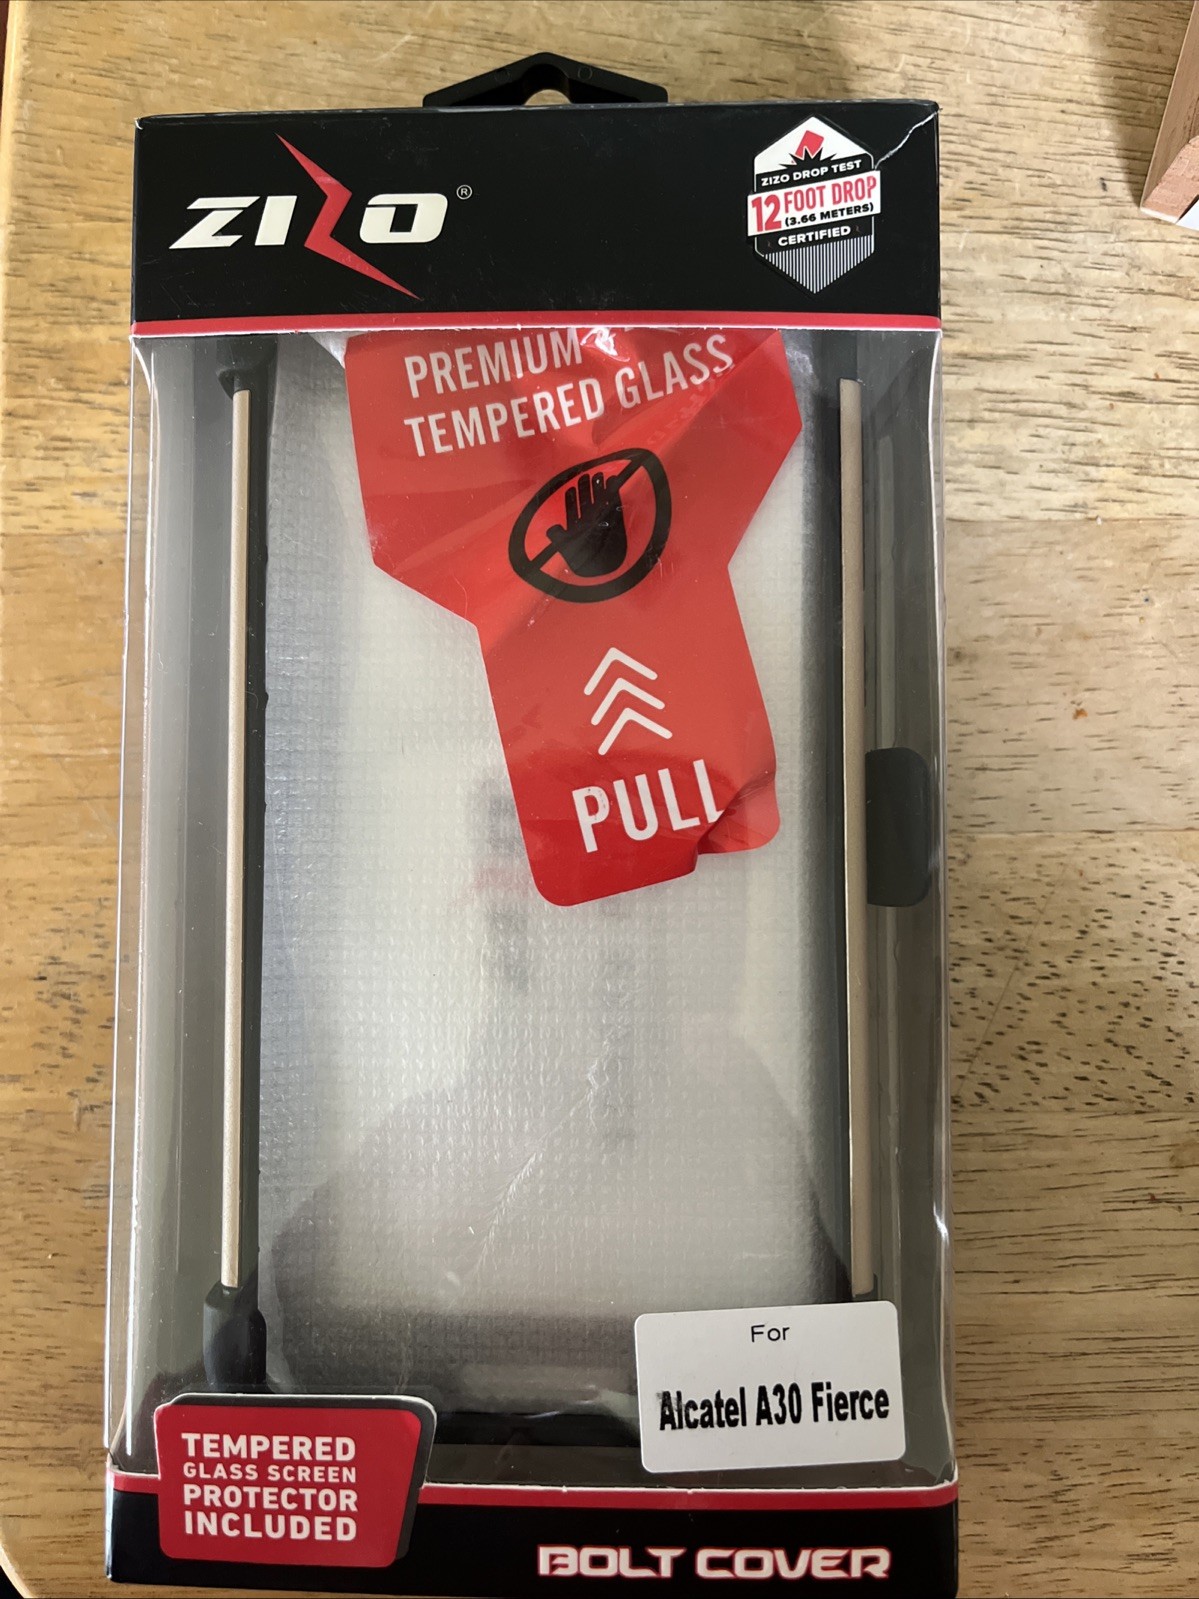 ZIZO®
ZIZO DROP TEST
12 FOOT DROP
(3.66 METERS)
CERTIFIED
PREMIUM
TEMPERED GLASS
PULL
For
Alcatel A30 Fierce
TEMPERED
GLASS SCREEN
PROTECTOR
INCLUDED
BOLT COVER